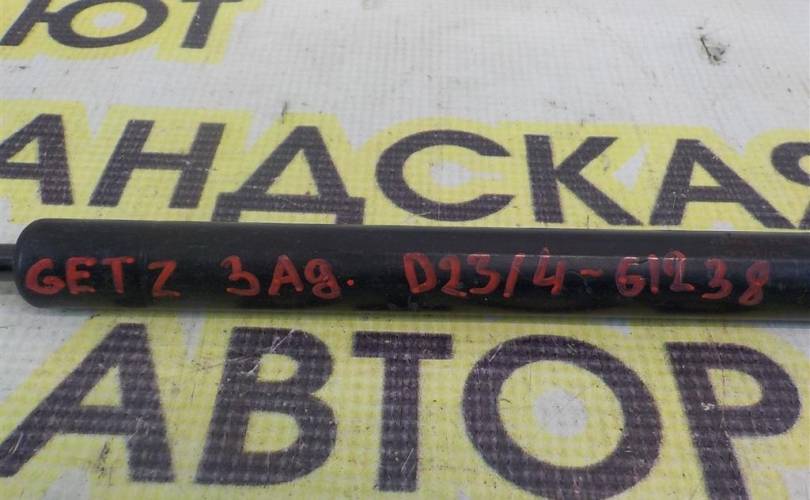 ЮТ
АНДСКАЯ
GETZ ЗАд. D23/4-61238
АВТОР